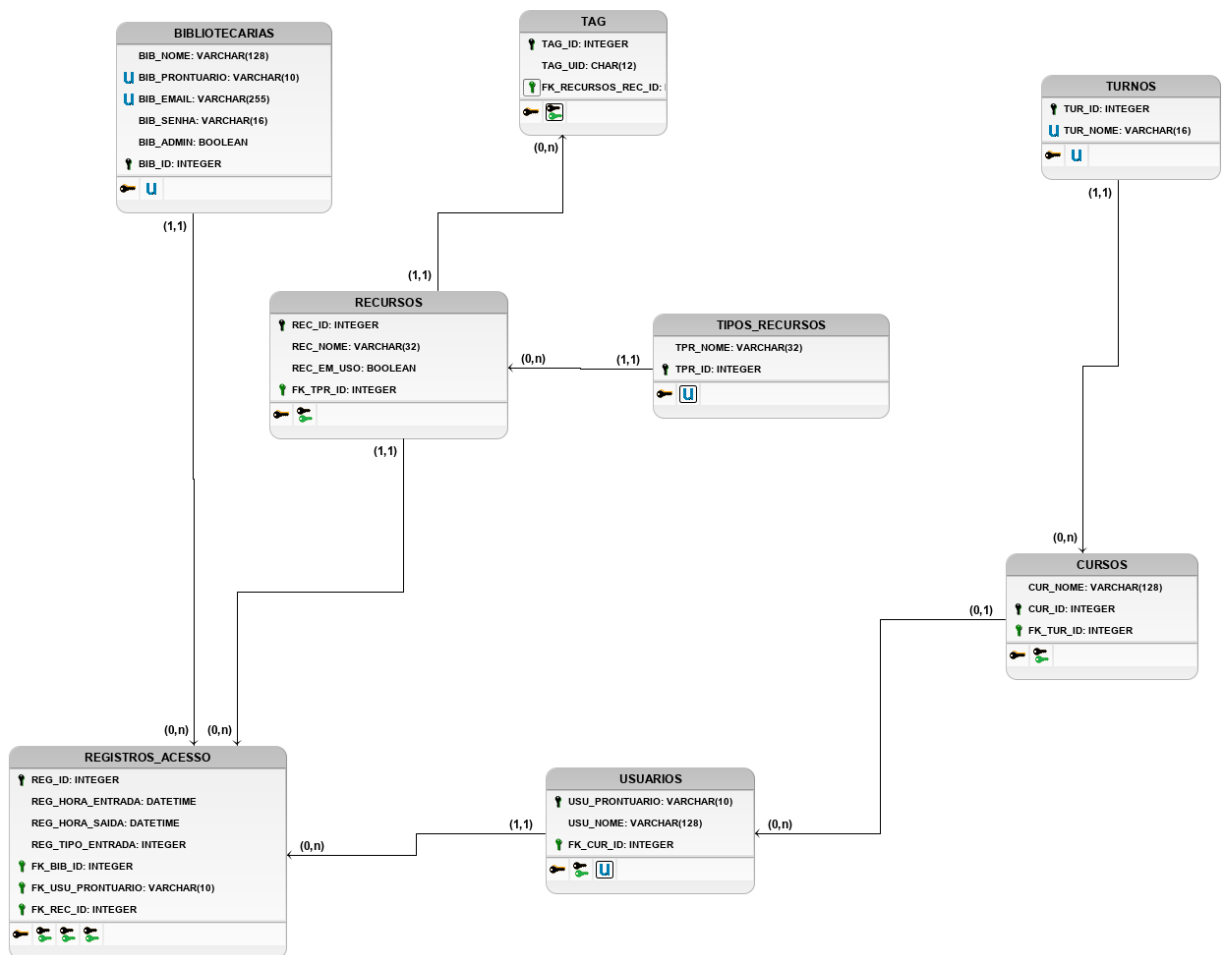 BIBLIOTECARIAS
BIB_NOME: VARCHAR(128)
BIB_PRONTUARIO: VARCHAR(10)
BIB_EMAIL: VARCHAR(255)
BIB_SENHA: VARCHAR(16)
BIB_ADMIN: BOOLEAN
BIB_ID: INTEGER
(1,1)
TAG
TAG_ID: INTEGER
TAG_UID: CHAR(12)
FK_RECURSOS_REC_ID:
(0,n)
TURNOS
TUR_ID: INTEGER
TUR_NOME: VARCHAR(16)
(1,1)
(1,1)
RECURSOS
REC_ID: INTEGER
REC_NOME: VARCHAR(32)
REC_EM_USO: BOOLEAN
FK_TPR_ID: INTEGER
(1,1)
(0,n)
(1,1)
TIPOS_RECURSOS
TPR_NOME: VARCHAR(32)
TPR_ID: INTEGER
(0,n)
CURSOS
CUR_NOME: VARCHAR(128)
CUR_ID: INTEGER
FK_TUR_ID: INTEGER
(0,1)
(0,n)
(0,n)
REGISTROS_ACESSO
REG_ID: INTEGER
REG_HORA_ENTRADA: DATETIME
REG_HORA_SAIDA: DATETIME
REG_TIPO_ENTRADA: INTEGER
FK_BIB_ID: INTEGER
FK_USU_PRONTUARIO: VARCHAR(10)
FK_REC_ID: INTEGER
(0,n)
(1,1)
USUARIOS
USU_PRONTUARIO: VARCHAR(10)
USU_NOME: VARCHAR(128)
FK_CUR_ID: INTEGER
(0,n)